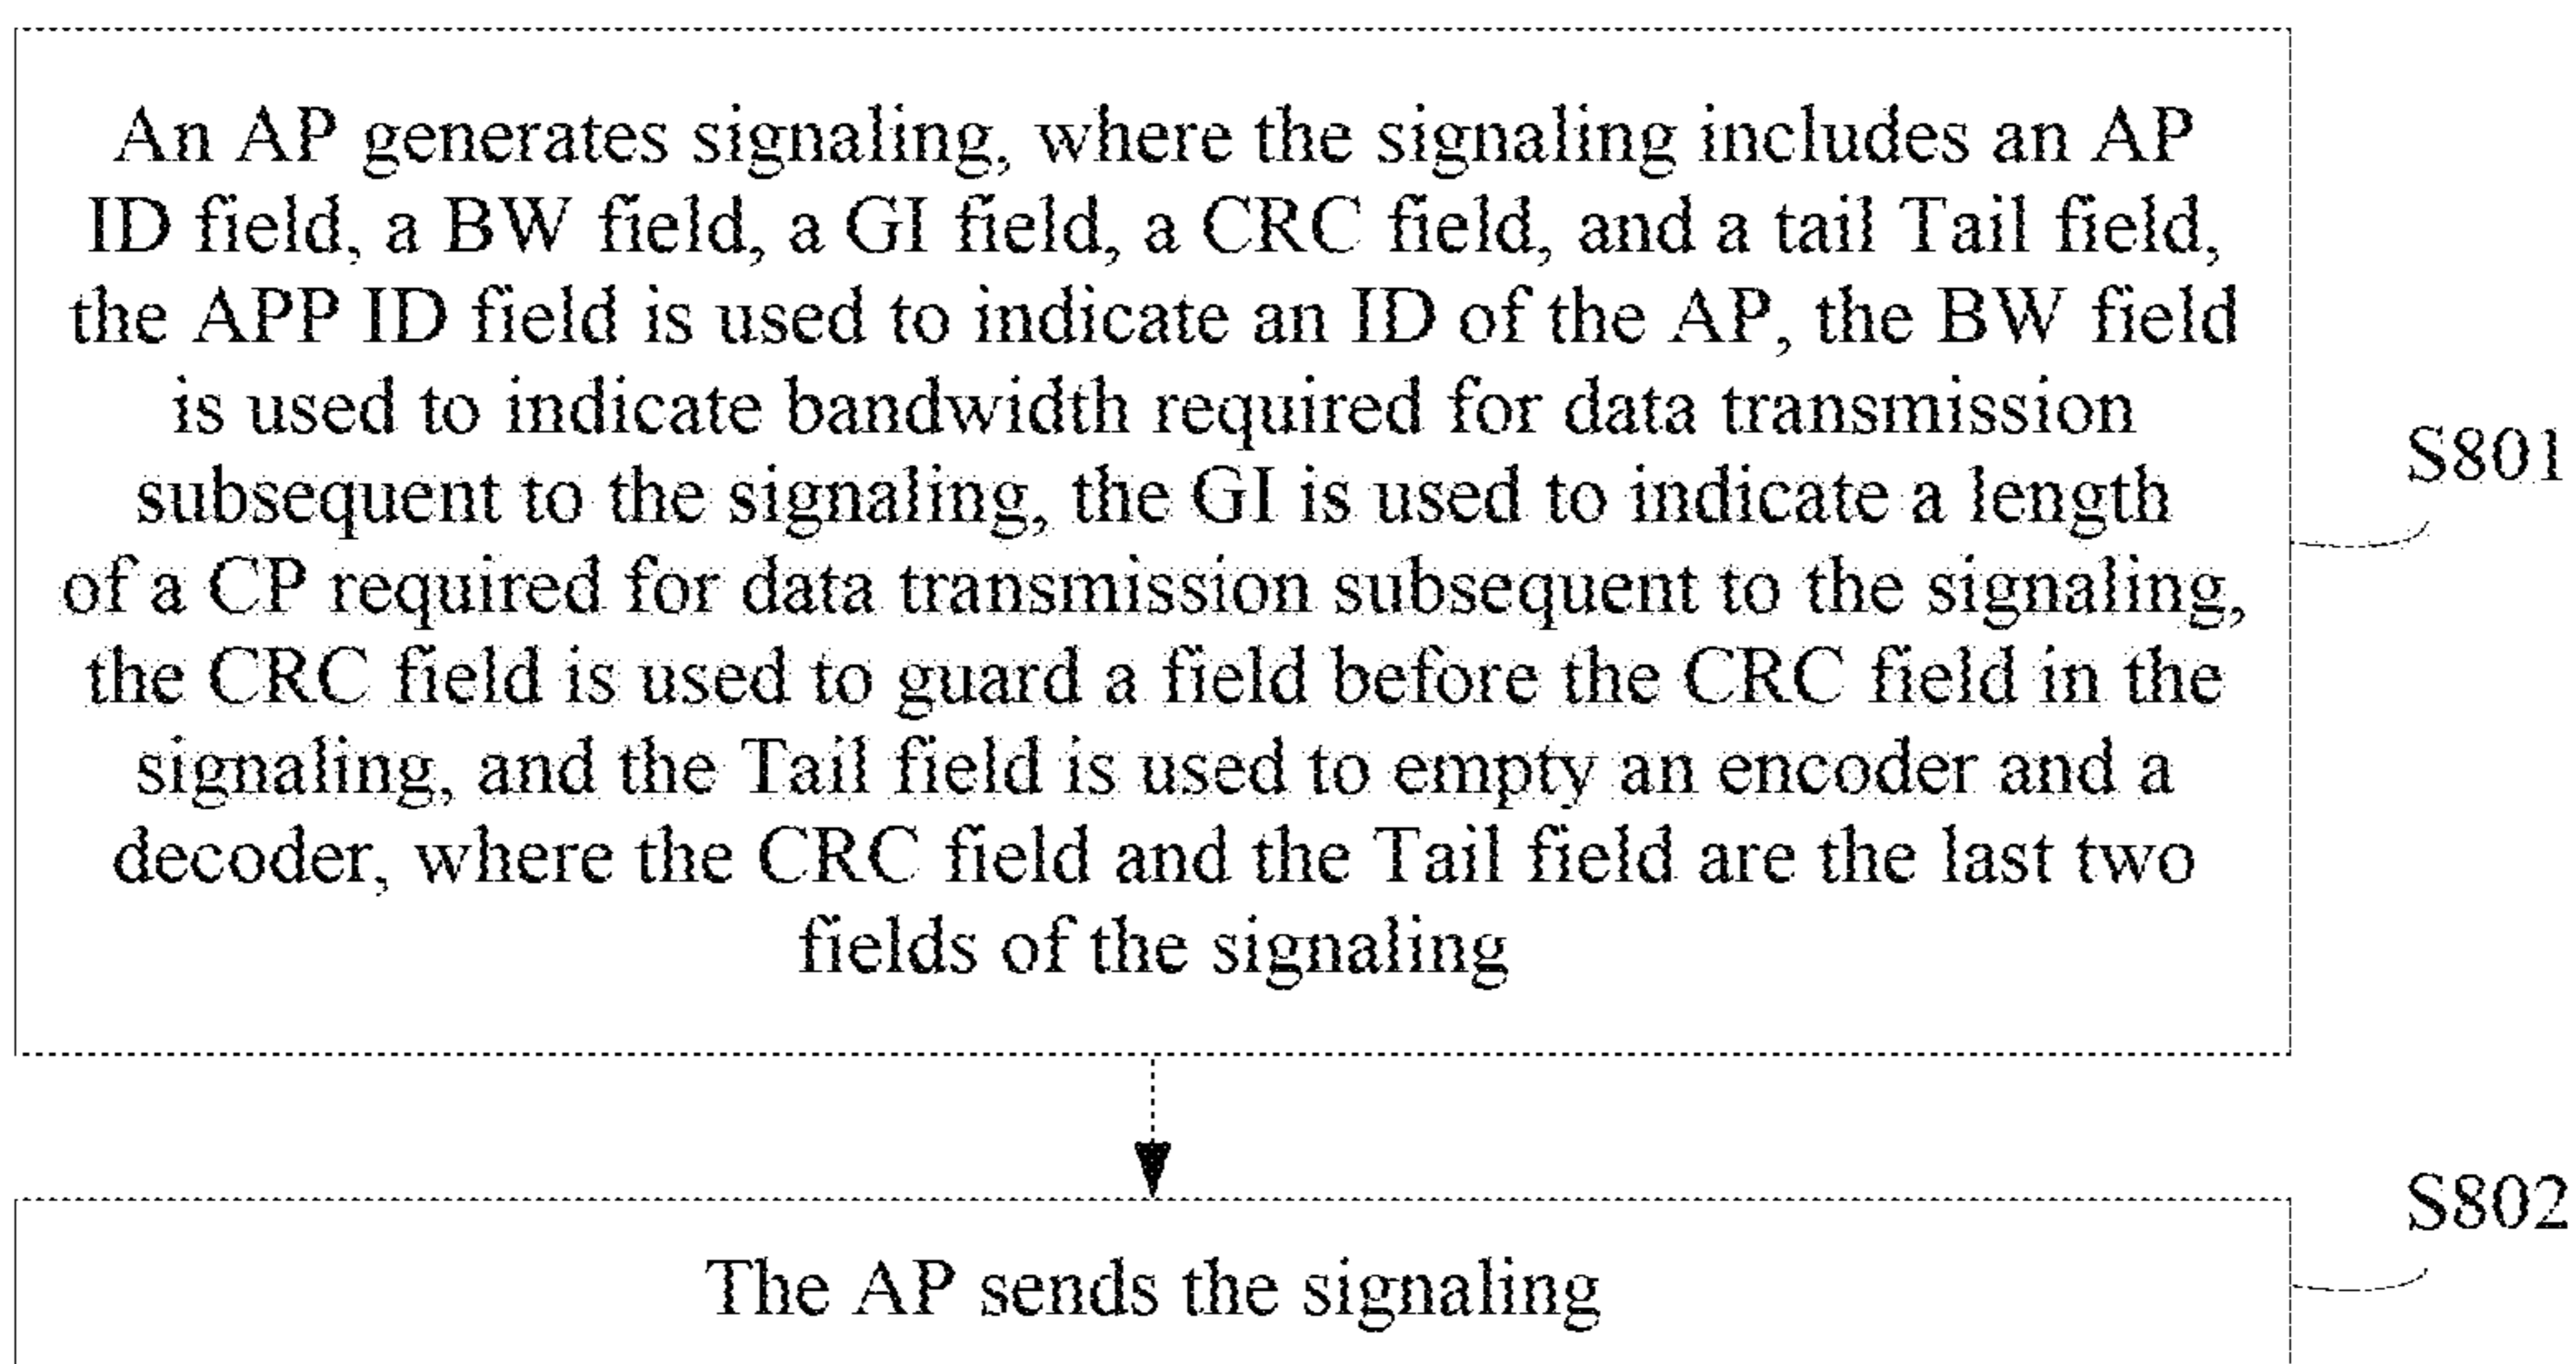 An AP generates signaling, where the signaling includes an AP
ID field, a BW field, a GI field, a CRC field, and a tail Tail field,
the APP ID field is used to indicate an ID of the AP, the BW field
is used to indicate bandwidth required for data transmission
subsequent to the signaling, the GI is used to indicate a length
of a CP required for data transmission subsequent to the signaling,
the CRC field is used to guard a field before the CRC field in the
signaling, and the Tail field is used to empty an encoder and a
decoder, where the CRC field and the Tail field are the last two
fields of the signaling
S801
S802
The AP sends the signaling